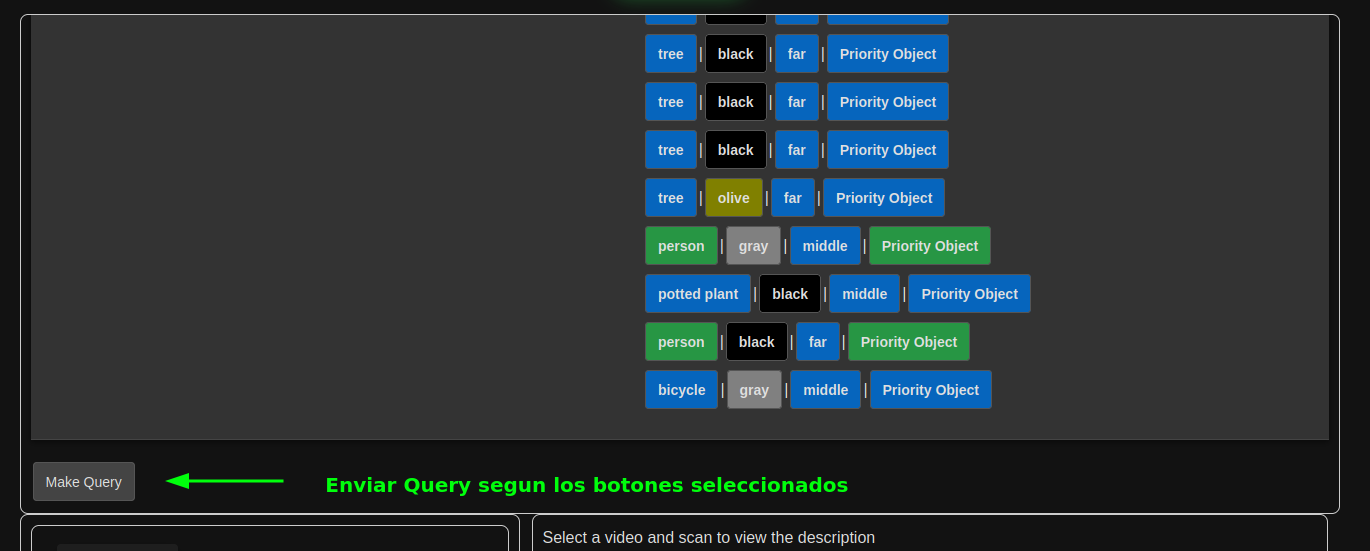 tree | black | far | Priority Object
tree | black | far | Priority Object
tree | black | far | Priority Object
tree | olive | far | Priority Object
person | gray | middle | Priority Object
potted plant | black | middle | Priority Object
person | black | far | Priority Object
bicycle | gray | middle | Priority Object
Make Query
Enviar Query segun los botones seleccionados
Select a video and scan to view the description